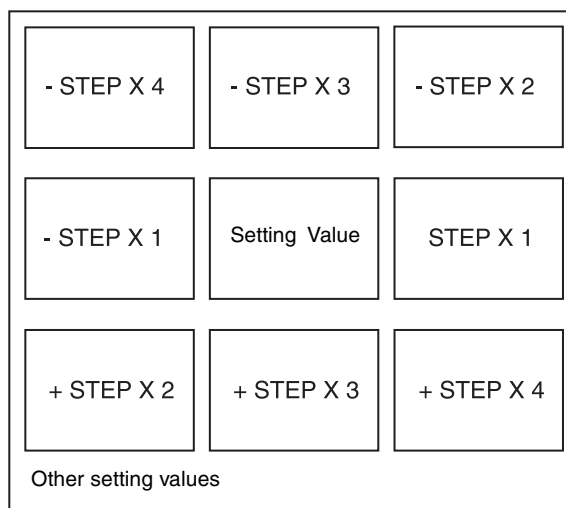 - STEP X 4 - STEP X 3 - STEP X 2
- STEP X 1 Setting Value STEP X 1
+ STEP X 2 + STEP X 3 + STEP X 4
Other setting values